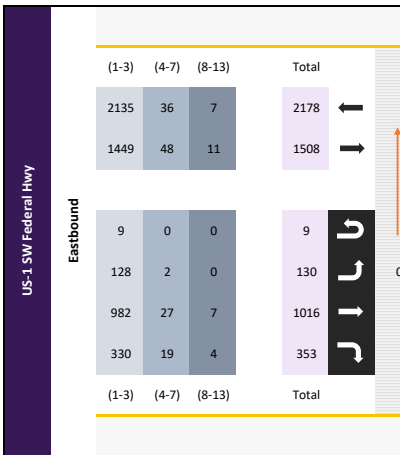 US-1 SW Federal Hwy
Eastbound
(1-3) (4-7) (8-13) Total
2135 36 7 2178
1449 48 11 1508
9 0 0 9
128 2 0 130
982 27 7 1016
330 19 4 353
(1-3) (4-7) (8-13) Total